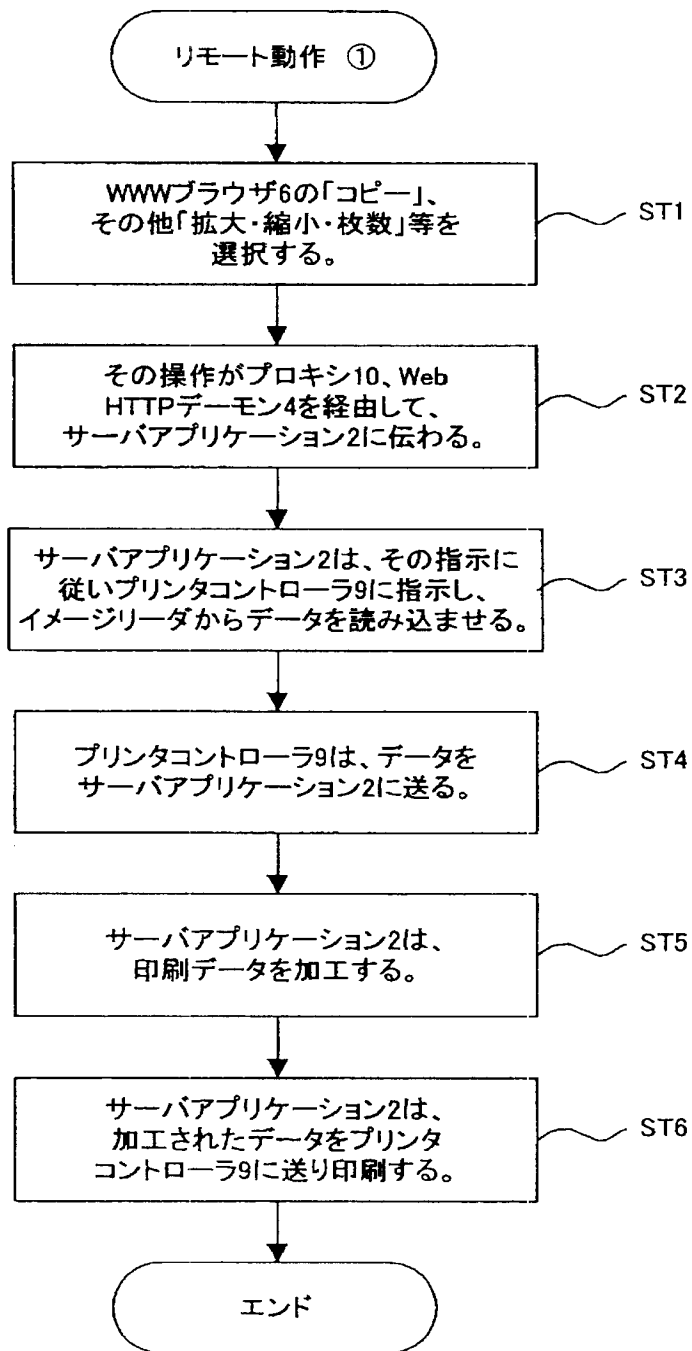 リモート動作 ①
WWWブラウザ6の「コピー」、
その他「拡大・縮小・枚数」等を
選択する。
ST1
その操作がプロキシ10、Web
HTTPデーモン4を経由して、
サーバアプリケーション2に伝わる。
ST2
サーバアプリケーション2は、その指示に
従いプリンタコントローラ9に指示し、
イメージリーダからデータを読み込ませる。
ST3
プリンタコントローラ9は、データを
サーバアプリケーション2に送る。
ST4
サーバアプリケーション2は、
印刷データを加工する。
ST5
サーバアプリケーション2は、
加工されたデータをプリンタ
コントローラ9に送り印刷する。
ST6
エンド